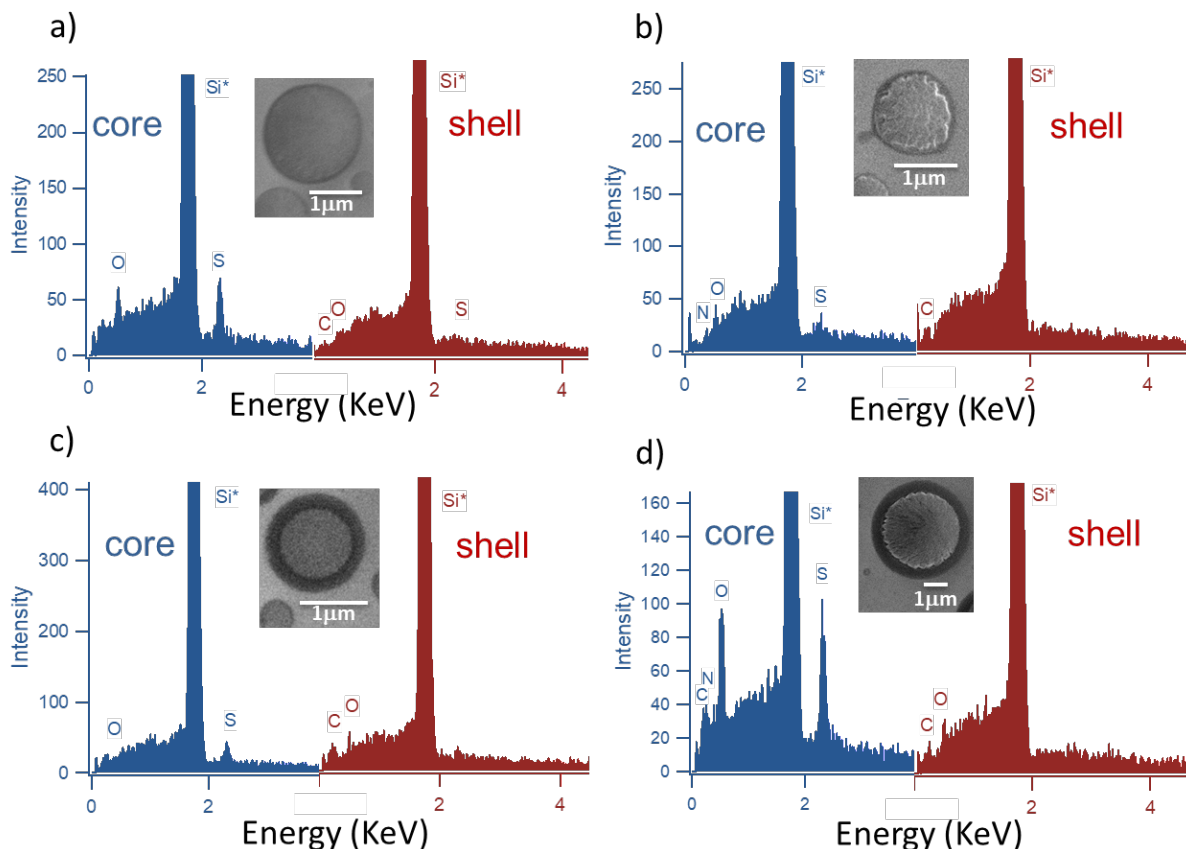 a)
250
200
150
100
50
0
Intensity
core
Si*
O
S
1µm
Si*
shell
C
O
S
0
2
2
4
Energy (KeV)
b)
250
200
150
100
50
0
Intensity
core
Si*
N
O
S
1µm
Si*
shell
C
0
2
2
4
Energy (KeV)
c)
400
300
200
100
0
Intensity
core
Si*
O
S
1µm
Si*
shell
C
O
0
2
2
4
Energy (KeV)
d)
160
140
120
100
80
60
40
20
0
Intensity
core
Si*
C
N
O
S
1µm
Si*
shell
C
O
0
2
2
4
Energy (KeV)